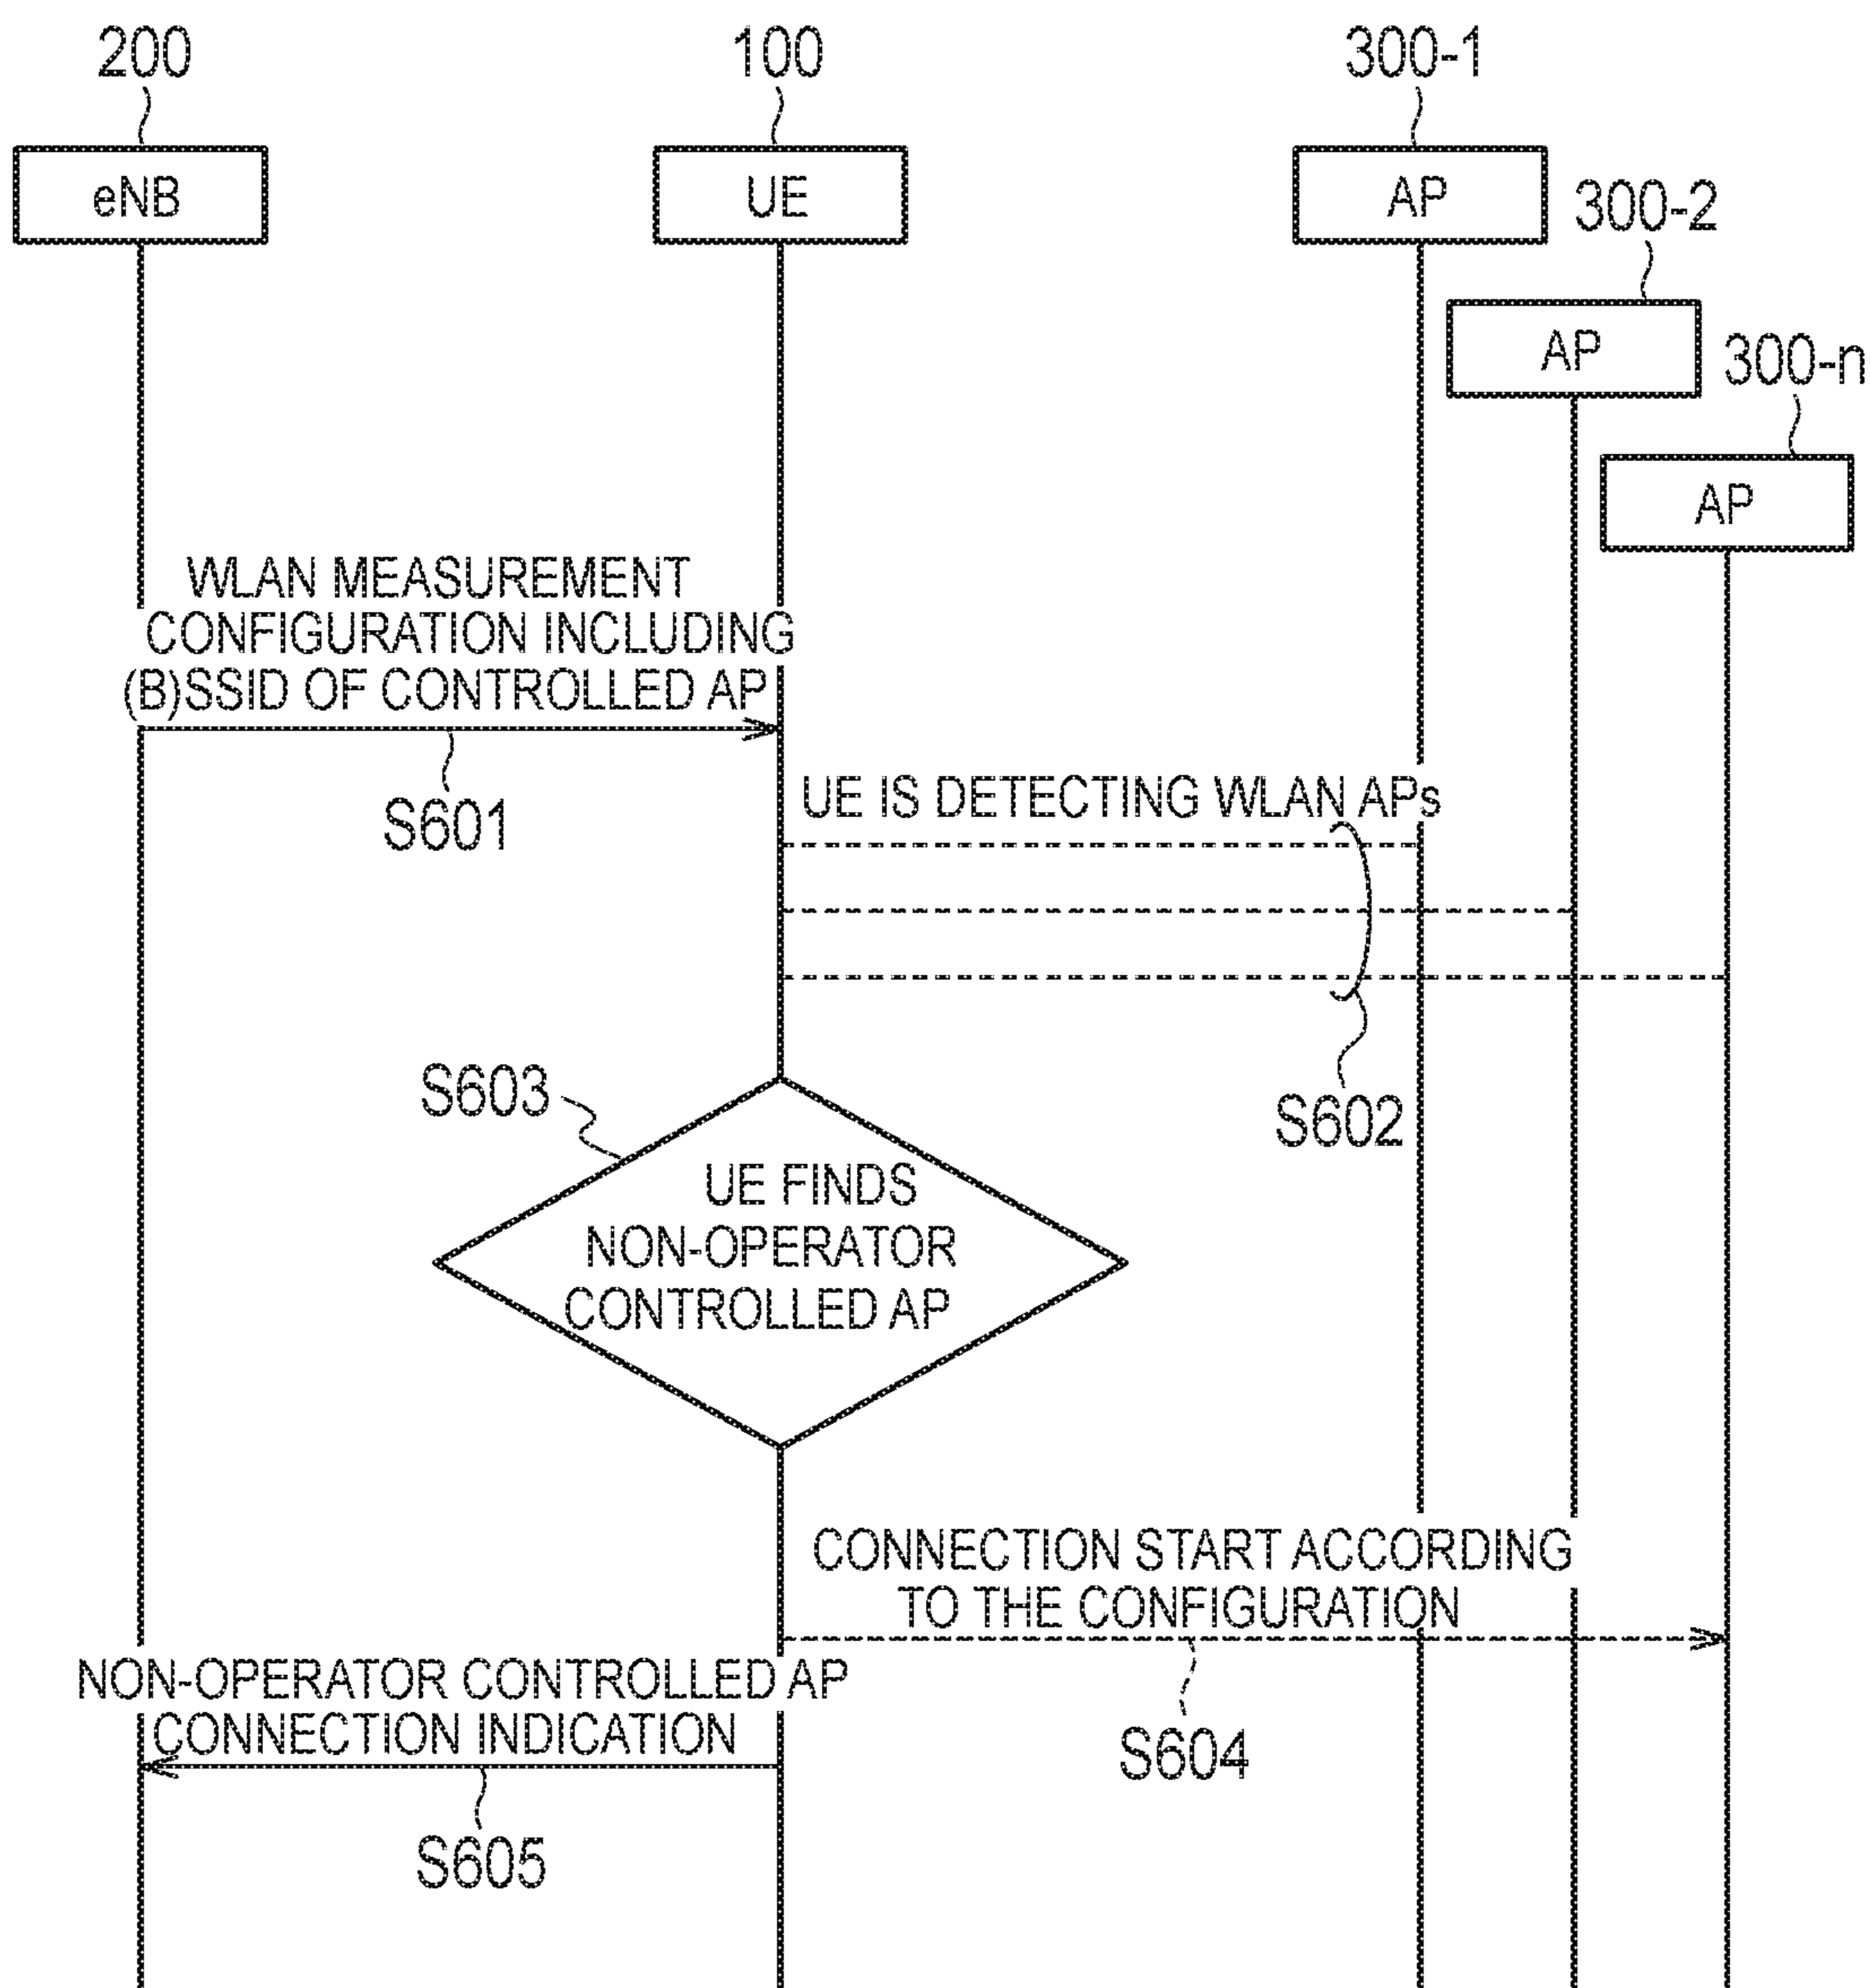 200
100
300-1
eNB
UE
AP
300-2
AP
300-n
AP
WLAN MEASUREMENT
CONFIGURATION INCLUDING
(B)SSID OF CONTROLLED AP
S601
UE IS DETECTING WLAN APs
S602
S603
UE FINDS
NON-OPERATOR
CONTROLLED AP
CONNECTION START ACCORDING
TO THE CONFIGURATION
S604
NON-OPERATOR CONTROLLED AP
CONNECTION INDICATION
S605